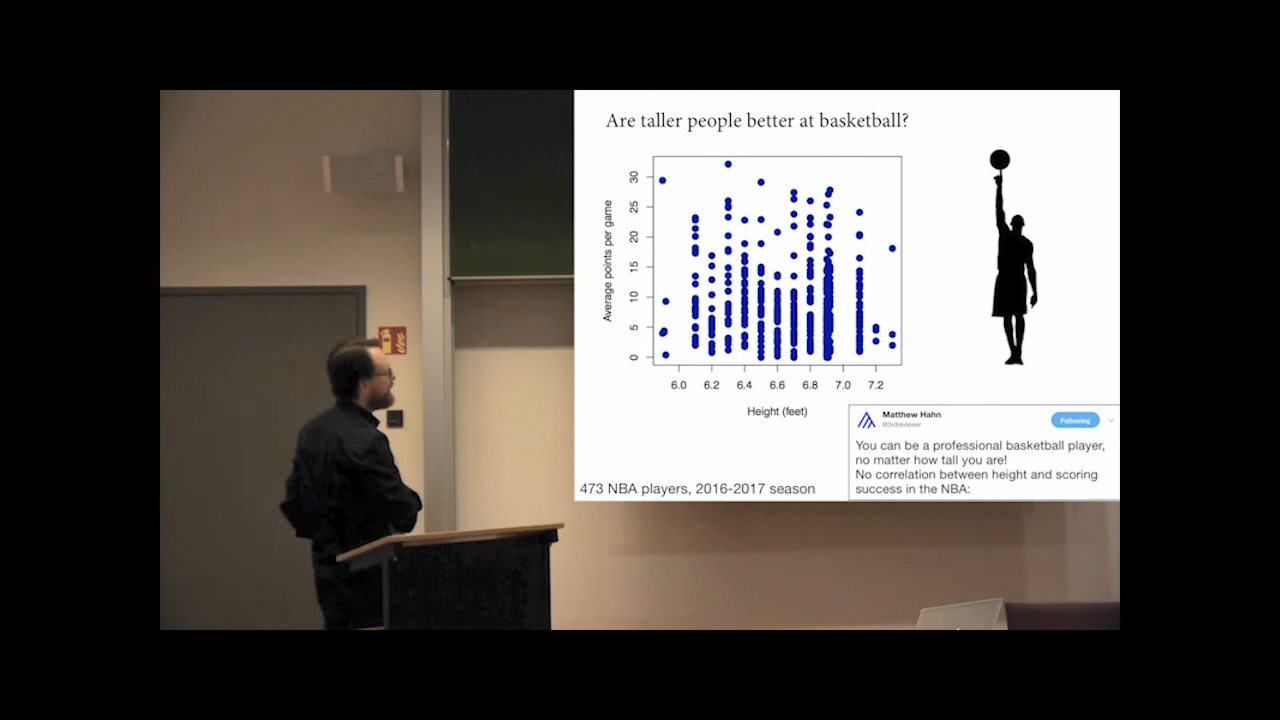 Are taller people better at basketball?
30
25
20
15
10
5
0
Average points per game
6.0 6.2 6.4 6.6 6.8 7.0 7.2
Height (feet)
Matthew Hahn
@3rdreviewer
Following
You can be a professional basketball player,
no matter how tall you are!
No correlation between height and scoring
success in the NBA:
473 NBA players, 2016-2017 season